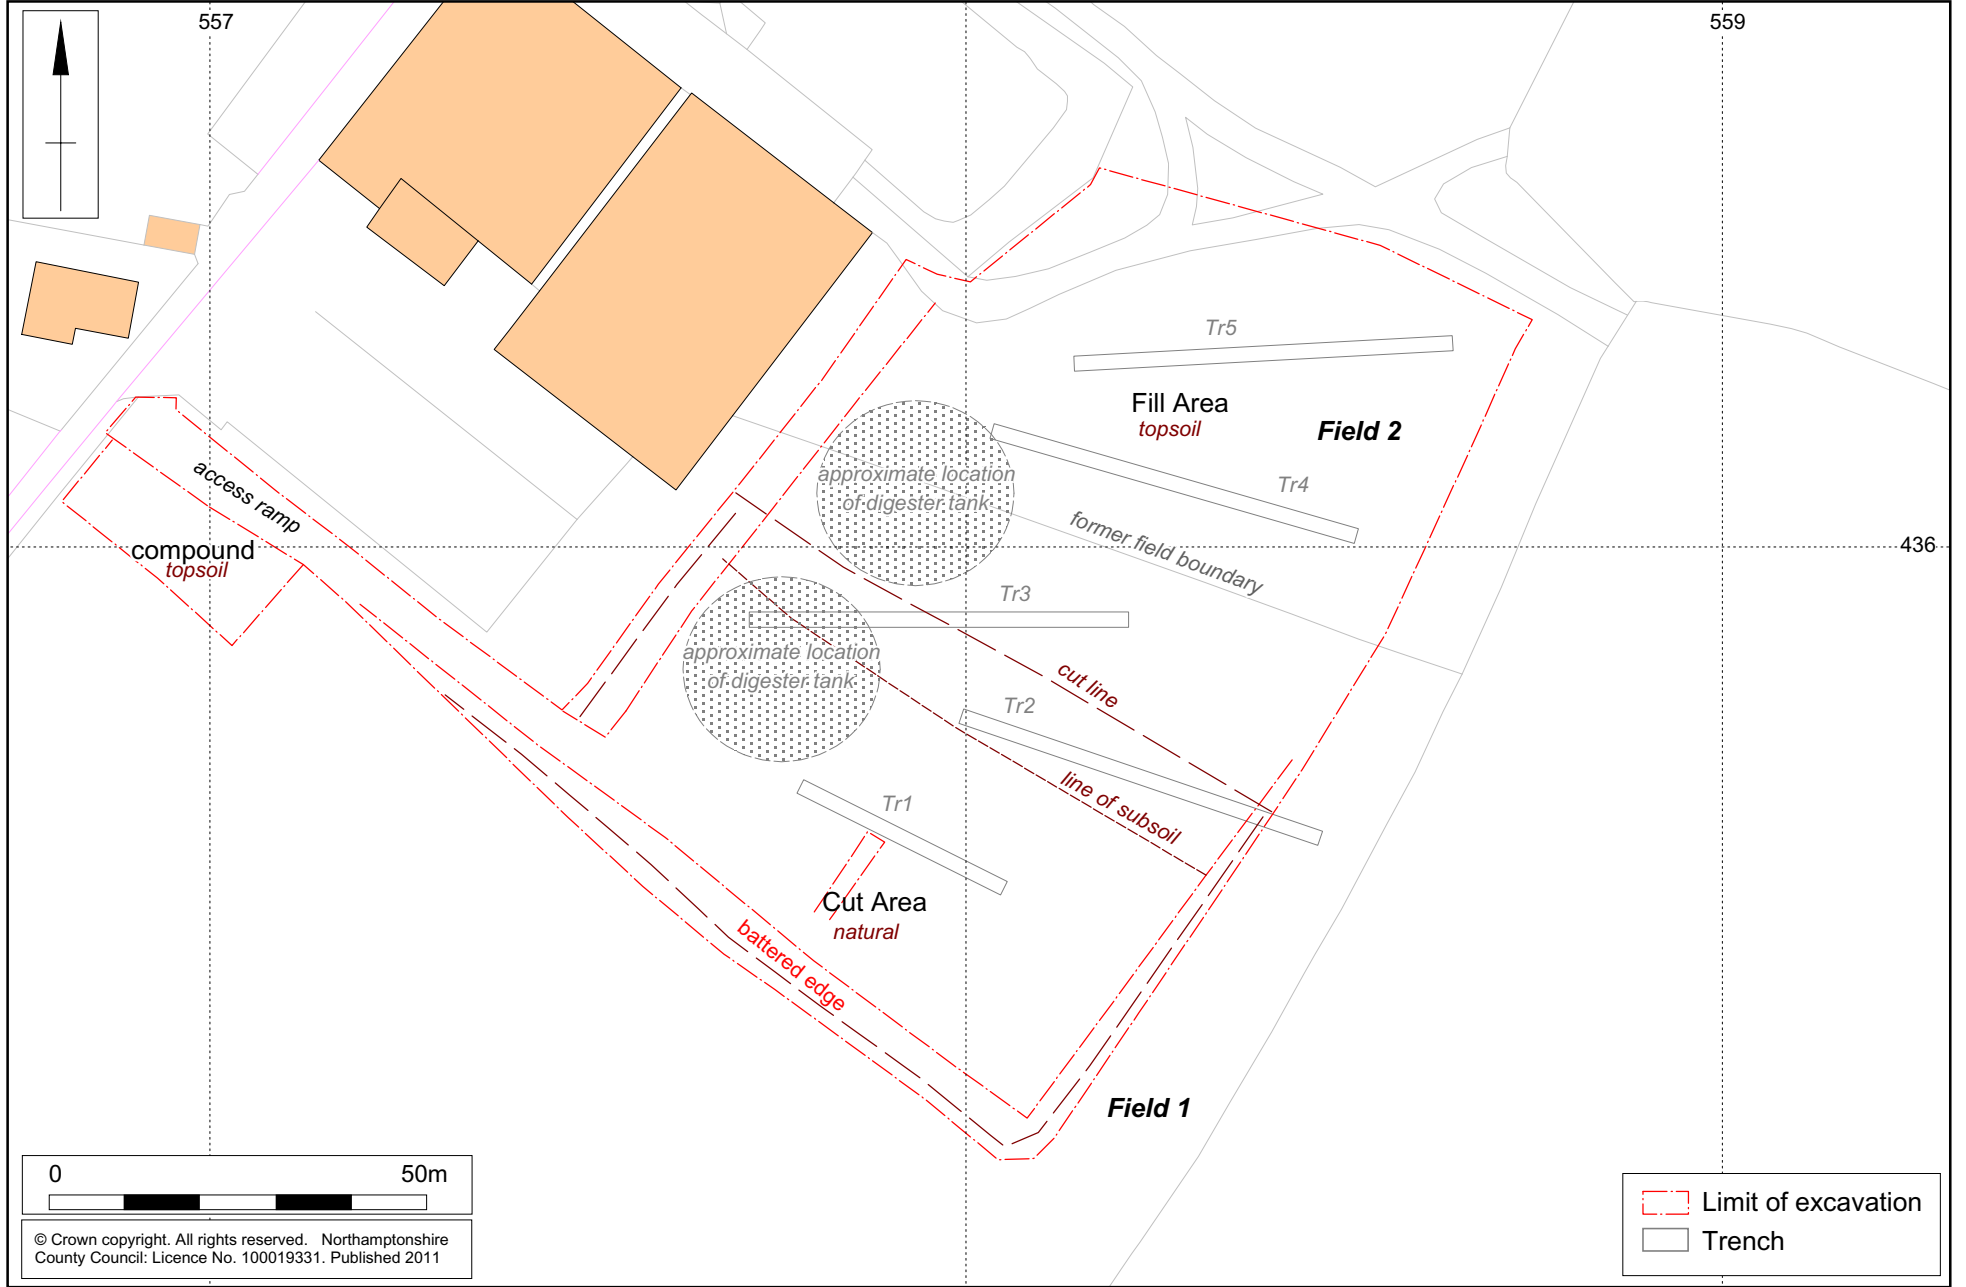 557
559
Tr5
Fill Area
topsoil
Field 2
approximate location
of digester tank
Tr4
access ramp
former field boundary
436
compound
topsoil
Tr3
approximate location
of digester tank
cut line
Tr2
line of subsoil
Tr1
Cut Area
natural
battered edge
Field 1
0 50m
© Crown copyright. All rights reserved. Northamptonshire
County Council: Licence No. 100019331. Published 2011
Limit of excavation
Trench